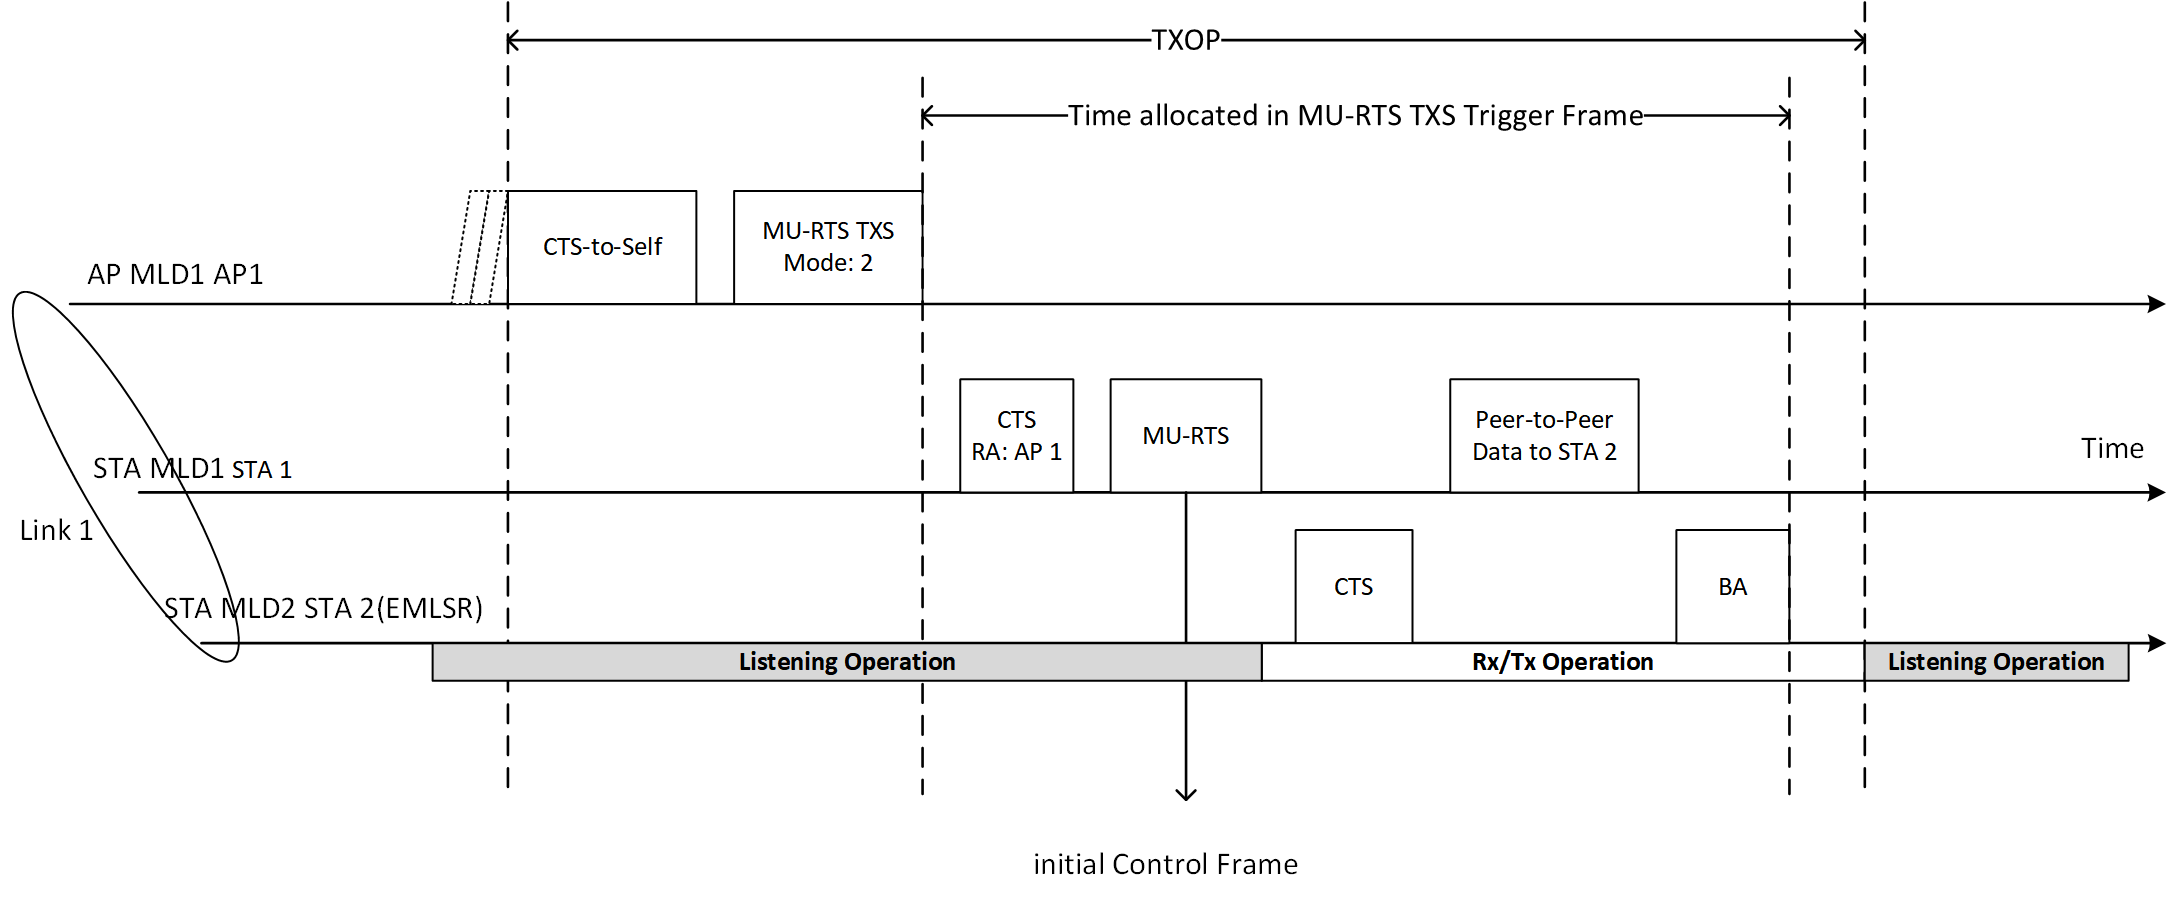 TXOP
Time allocated in MU-RTS TXS Trigger Frame
CTS-to-Self
MU-RTS TXS
Mode: 2
AP MLD1 AP1
CTS
RA: AP 1
MU-RTS
Peer-to-Peer
Data to STA 2
Time
STA MLD1 STA 1
Link 1
CTS
BA
STA MLD2 STA 2(EMLSR)
Listening Operation
Rx/Tx Operation
Listening Operation
initial Control Frame